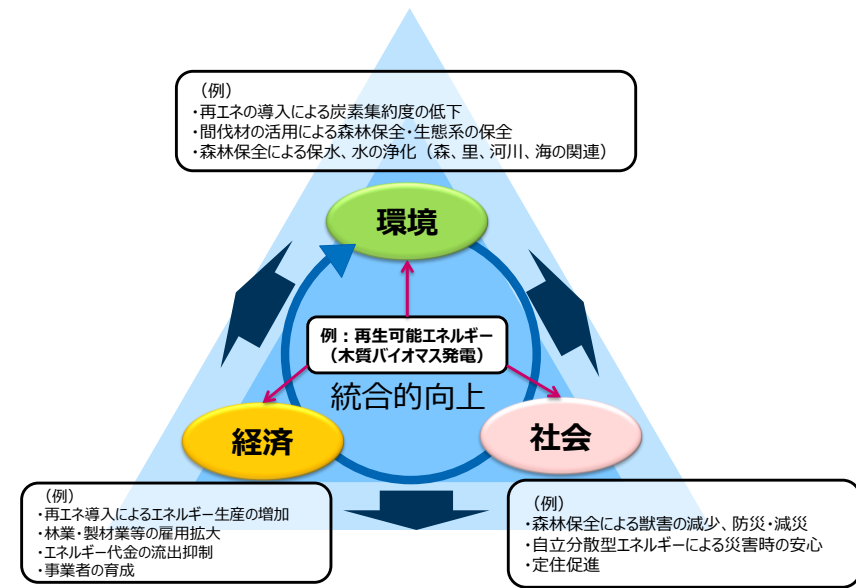 （例）
・再エネの導入による炭素集約度の低下
・間伐材の活用による森林保全・生態系の保全
・森林保全による保水、水の浄化（森、里、河川、海の関連）
環境
例：再生可能エネルギー
（木質バイオマス発電）
統合的向上
経済
社会
（例）
・再エネ導入によるエネルギー生産の増加
・林業・製材業等の雇用拡大
・エネルギー代金の流出抑制
・事業者の育成
（例）
・森林保全による獣害の減少、防災・減災
・自立分散型エネルギーによる災害時の安心
・定住促進